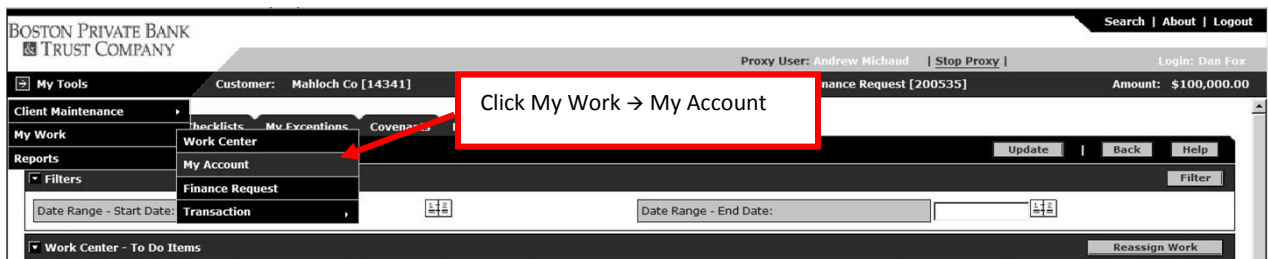 Search | About | Logout
BOSTON PRIVATE BANK
& TRUST COMPANY
Proxy User: Andrew Michaud | Stop Proxy | Login: Dan Fox
My Tools Customer: Mahloch Co [14341] nance Request [200535] Amount: $100,000.00
Click My Work → My Account
Client Maintenance
hecklists My Exceptions Covenants
My Work Work Center
Update | Back Help
Reports My Account
Filters Filter
Finance Request
Date Range - Start Date: Transaction Date Range - End Date:
Work Center - To Do Items Reassign Work